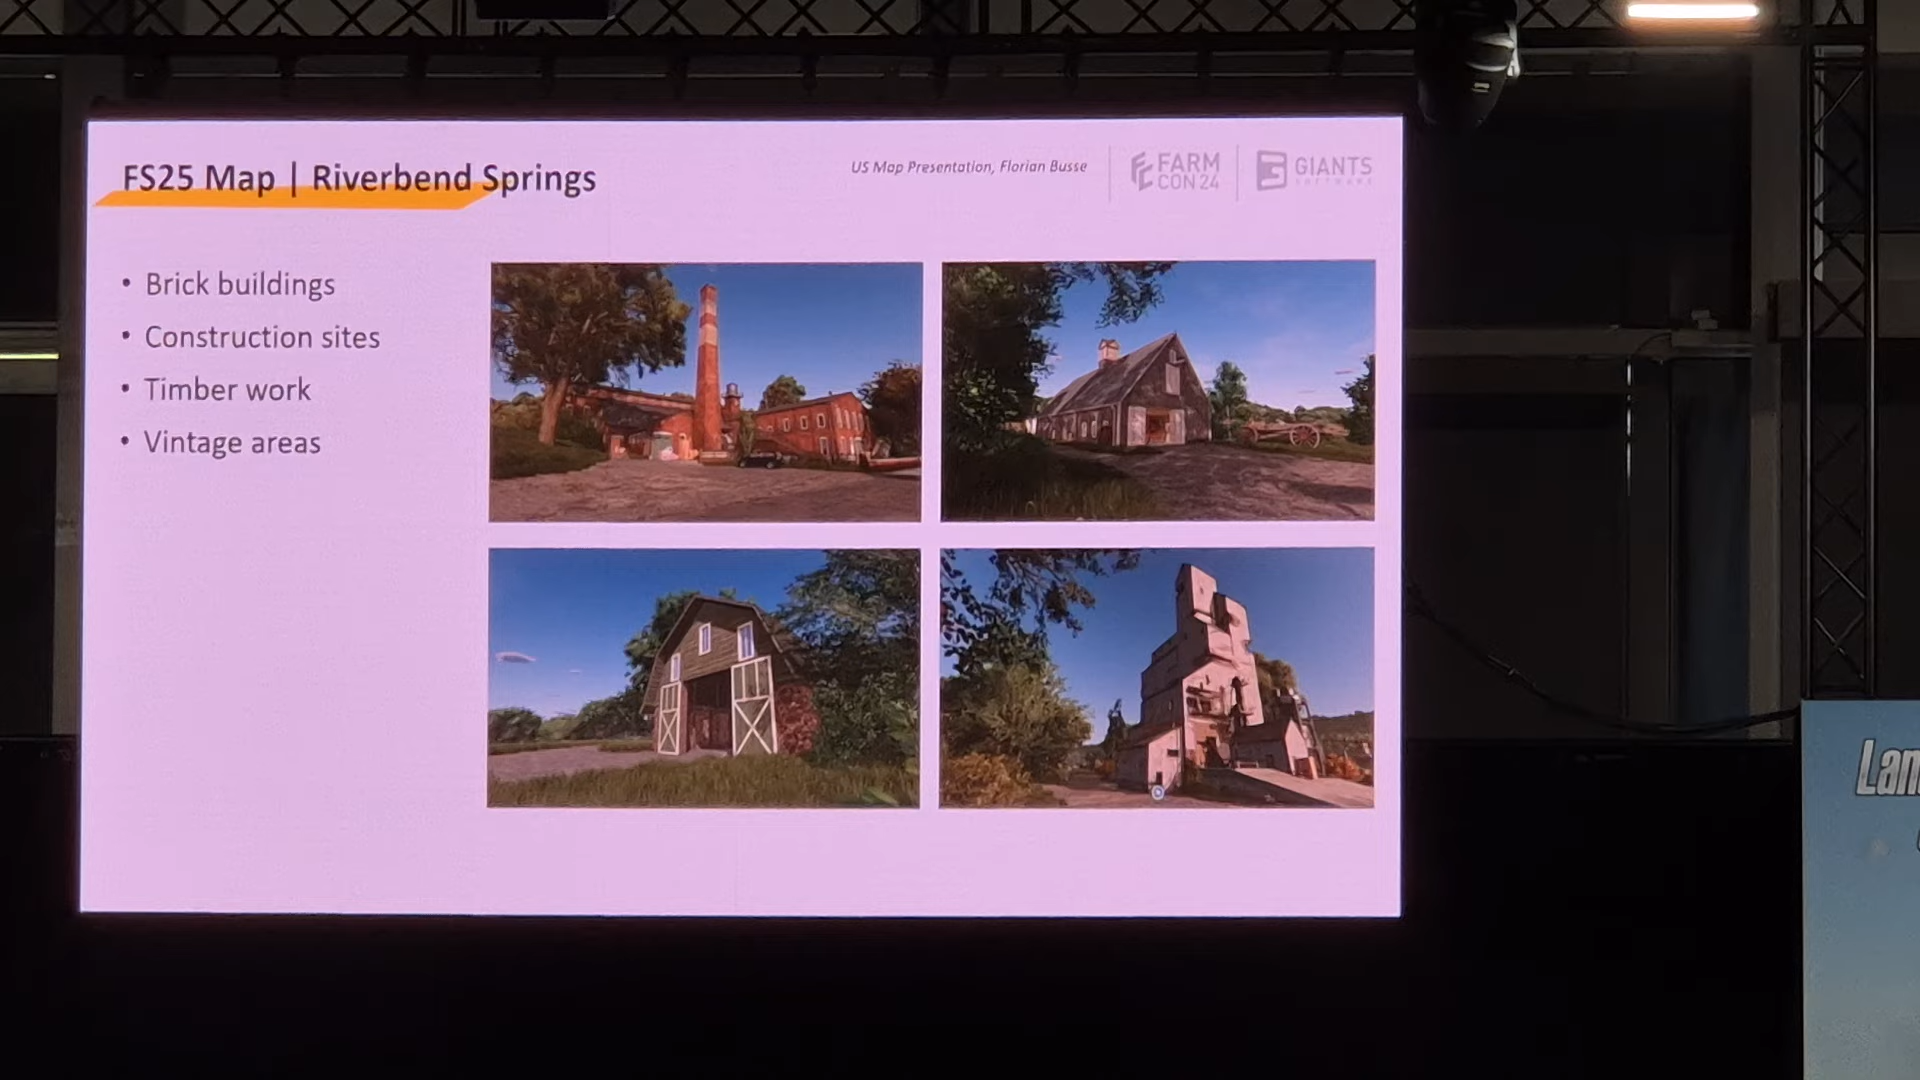 FS25 Map | Riverbend Springs
US Map Presentation, Florian Busse
FARM
CON 24
GIANTS
SOFTWARE
• Brick buildings
• Construction sites
• Timber work
• Vintage areas